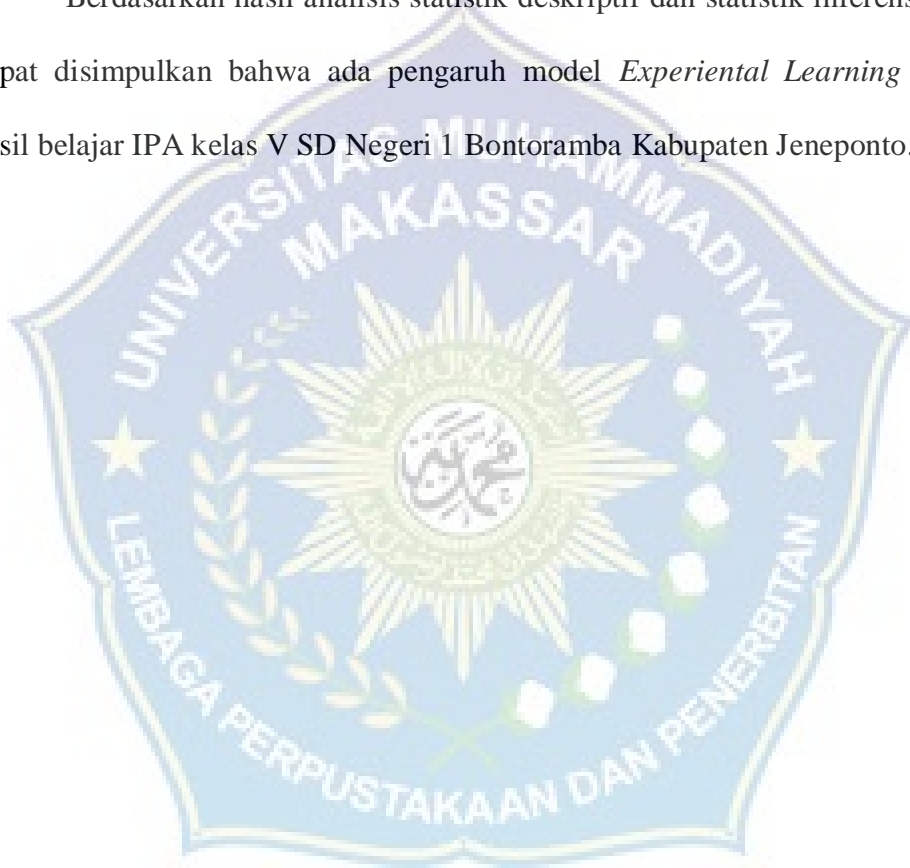 Berdasarkan hasil analisis statistik deskriptif dan statistik
pat disimpulkan bahwa ada pengaruh model Experiental Learning
sil belajar IPA kelas V SD Negeri 1 Bontoramba Kabupaten Jeneponto.
UNIVERSITAS MUHAMMADIYAH
MAKASSAR
LEMBAGA PERPUSTAKAAN DAN PENERBITAN